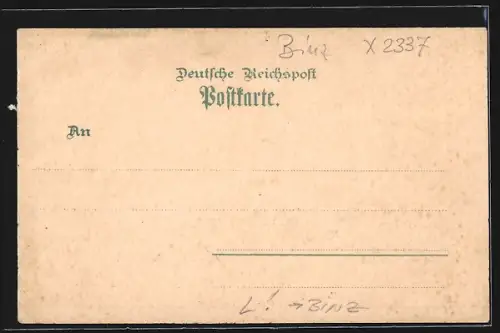 Binz X2337
Deutsche Reichspost
Postkarte.
An
L! → Binz